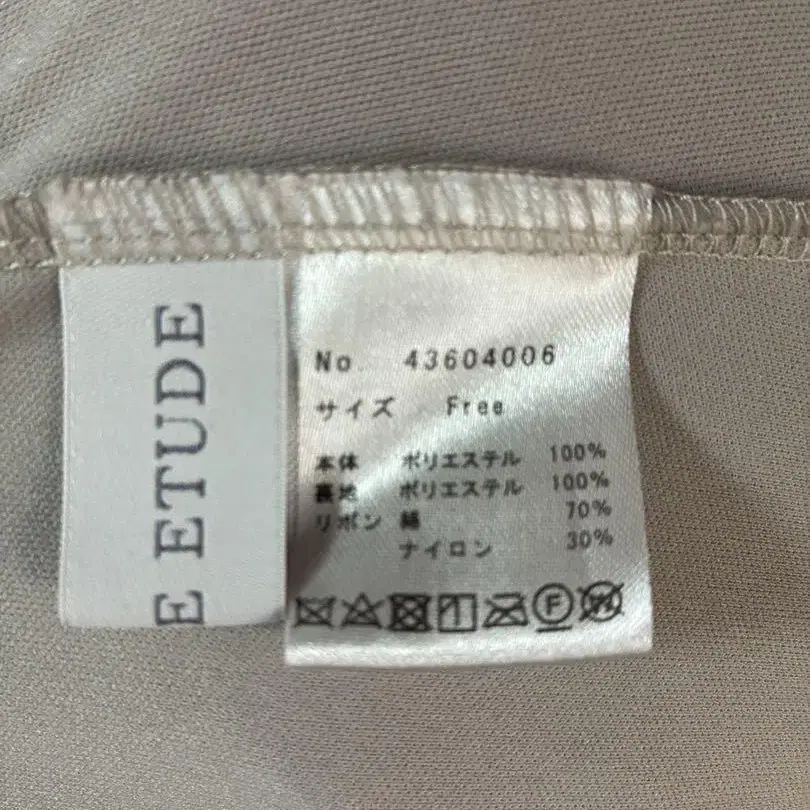 E ETUDE
No. 43604006
サイズ Free
本体 ポリエステル 100%
裏地 ポリエステル 100%
リボン 綿 70%
ナイロン 30%
F
W